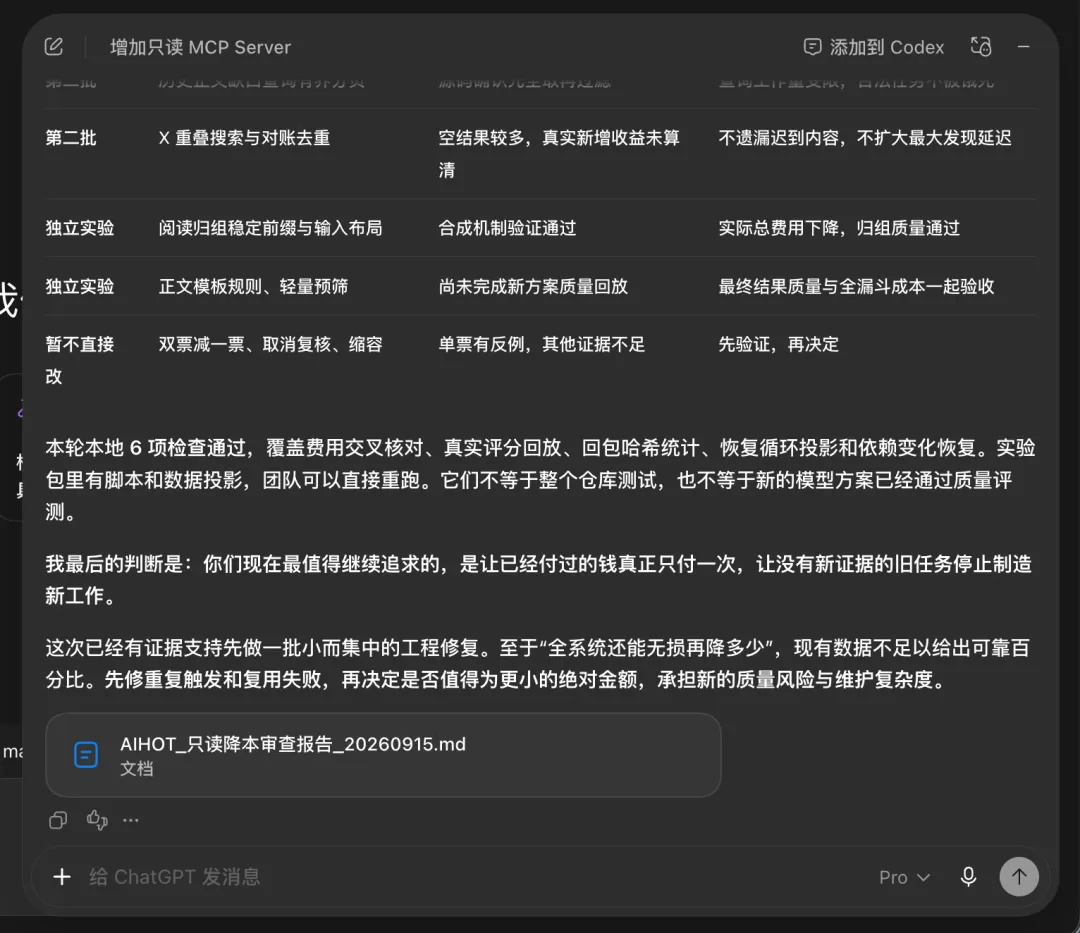 增加只读 MCP Server
添加到 Codex
第二批
X 重叠搜索与对账去重
空结果较多，真实新增收益未算
清
不遗漏迟到内容，不扩大最大发现延迟
独立实验
阅读归组稳定前缀与输入布局
合成机制验证通过
实际总费用下降，归组质量通过
独立实验
正文模板规则、轻量预筛
尚未完成新方案质量回放
最终结果质量与全漏斗成本一起验收
暂不直接
改
双票减一票、取消复核、缩容
单票有反例，其他证据不足
先验证，再决定
本轮本地 6 项检查通过，覆盖费用交叉核对、真实评分回放、回包哈希统计、恢复循环投影和依赖变化恢复。实验
包里有脚本和数据投影，团队可以直接重跑。它们不等于整个仓库测试，也不等于新的模型方案已经通过质量评
测。
我最后的判断是：你们现在最值得继续追求的，是让已经付过的钱真正只付一次，让没有新证据的旧任务停止制造
新工作。
这次已经有证据支持先做一批小而集中的工程修复。至于“全系统还能无损再降多少”，现有数据不足以给出可靠百
分比。先修重复触发和复用失败，再决定是否值得为更小的绝对金额，承担新的质量风险与维护复杂度。
AIHOT_只读降本审查报告_20260915.md
文档
给 ChatGPT 发消息
Pro